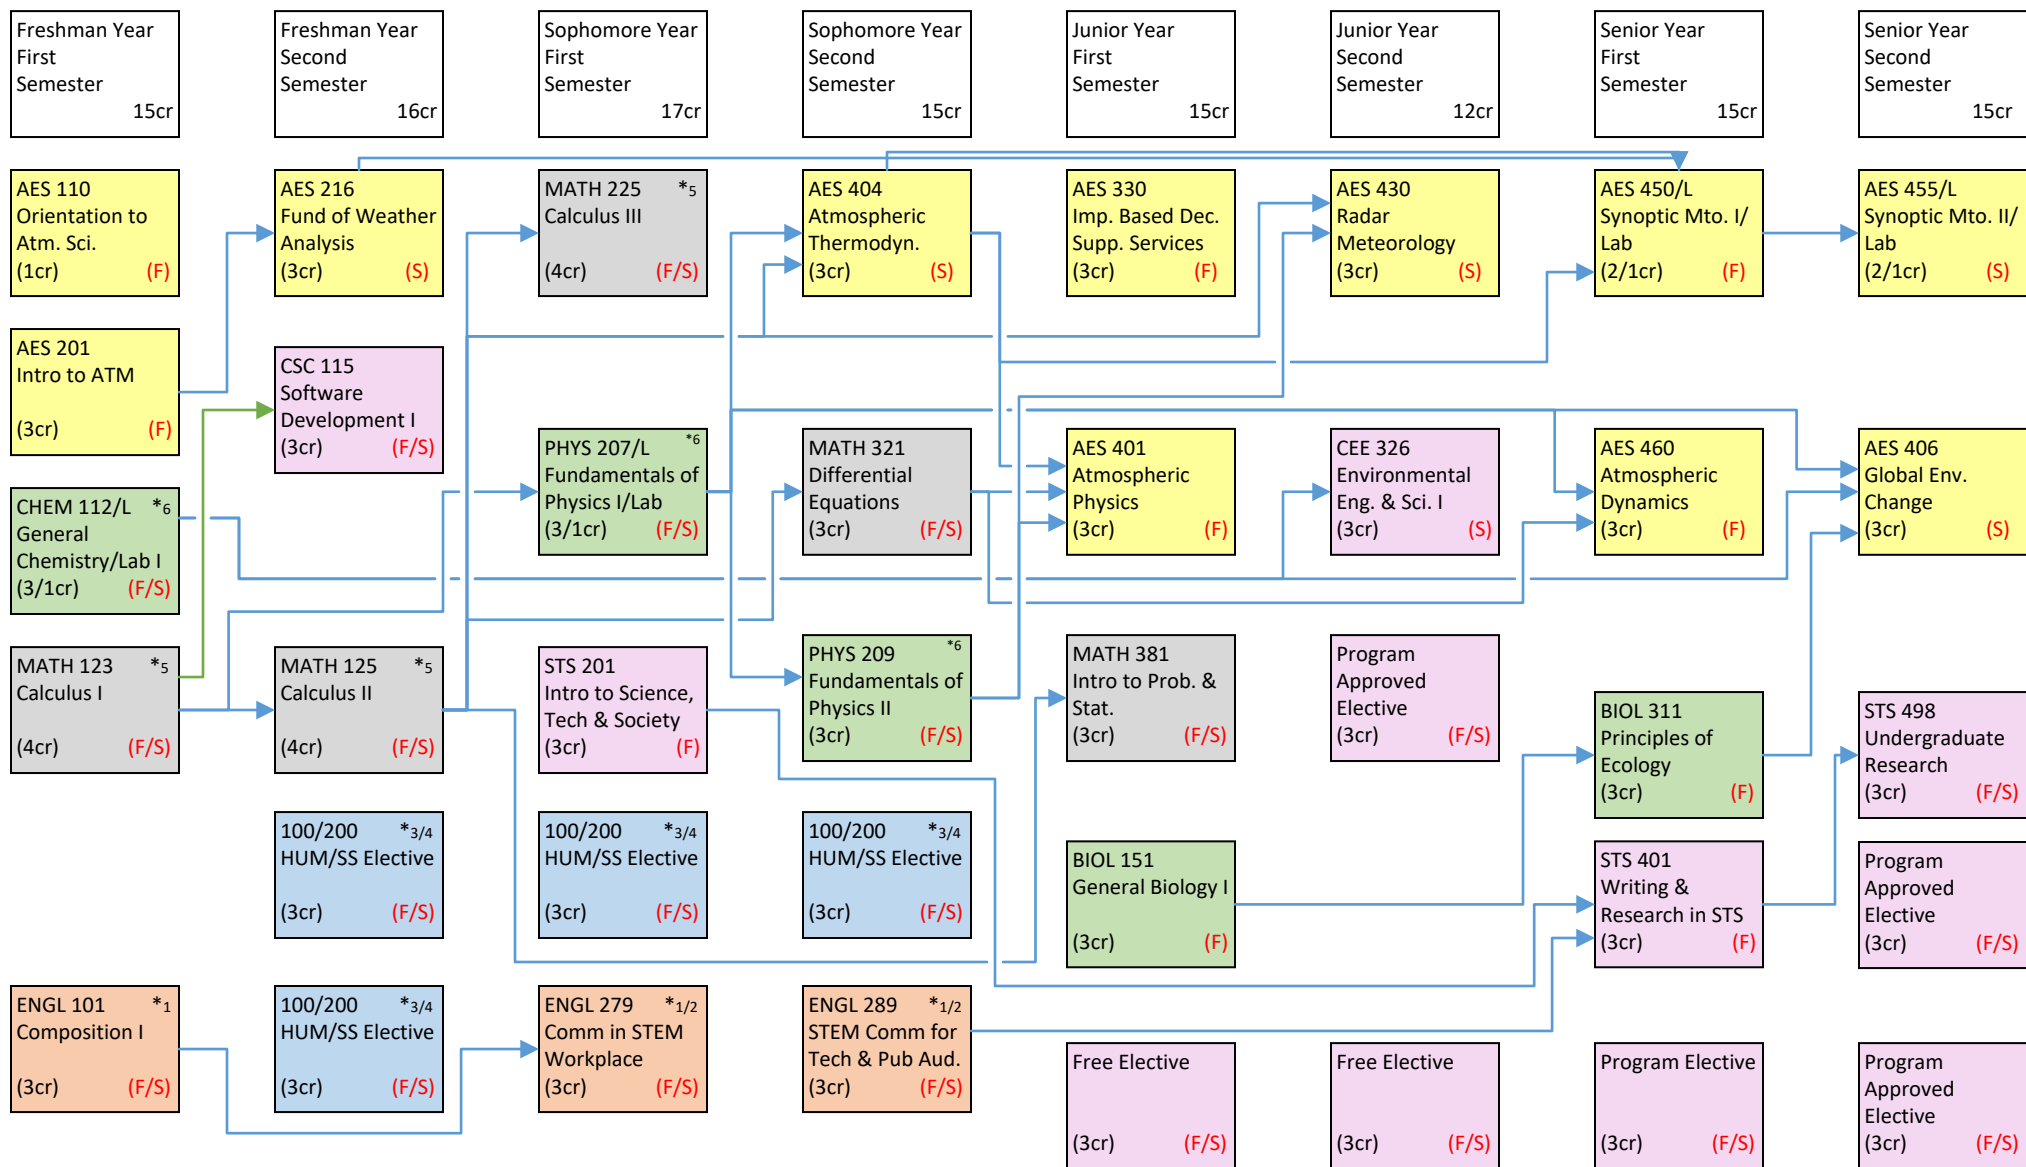 Freshman Year
First
Semester
15cr
Freshman Year
Second
Semester
16cr
Sophomore Year
First
Semester
17cr
Sophomore Year
Second
Semester
15cr
Junior Year
First
Semester
15cr
Junior Year
Second
Semester
12cr
Senior Year
First
Semester
15cr
Senior Year
Second
Semester
15cr
AES 110
Orientation to
Atm. Sci.
(1cr) (F)
AES 216
Fund of Weather
Analysis
(3cr) (S)
MATH 225 *5
Calculus III
(4cr) (F/S)
AES 404
Atmospheric
Thermodyn.
(3cr) (S)
AES 330
Imp. Based Dec.
Supp. Services
(3cr) (F)
AES 430
Radar
Meteorology
(3cr) (S)
AES 450/L
Synoptic Mto. I/
Lab
(2/1cr) (F)
AES 455/L
Synoptic Mto. II/
Lab
(2/1cr) (S)
AES 201
Intro to ATM
(3cr) (F)
CSC 115
Software
Development I
(3cr) (F/S)
PHYS 207/L *6
Fundamentals of
Physics I/Lab
(3/1cr) (F/S)
MATH 321
Differential
Equations
(3cr) (F/S)
AES 401
Atmospheric
Physics
(3cr) (F)
CEE 326
Environmental
Eng. & Sci. I
(3cr) (S)
AES 460
Atmospheric
Dynamics
(3cr) (F)
AES 406
Global Env.
Change
(3cr) (S)
CHEM 112/L *6
General
Chemistry/Lab I
(3/1cr) (F/S)
MATH 123 *5
Calculus I
(4cr) (F/S)
MATH 125 *5
Calculus II
(4cr) (F/S)
STS 201
Intro to Science,
Tech & Society
(3cr) (F)
PHYS 209 *6
Fundamentals of
Physics II
(3cr) (F/S)
MATH 381
Intro to Prob. &
Stat.
(3cr) (F/S)
Program
Approved
Elective
(3cr) (F/S)
BIOL 311
Principles of
Ecology
(3cr) (F)
STS 498
Undergraduate
Research
(3cr) (F/S)
100/200 *3/4
HUM/SS Elective
(3cr) (F/S)
100/200 *3/4
HUM/SS Elective
(3cr) (F/S)
100/200 *3/4
HUM/SS Elective
(3cr) (F/S)
BIOL 151
General Biology I
(3cr) (F)
STS 401
Writing &
Research in STS
(3cr) (F)
Program
Approved
Elective
(3cr) (F/S)
ENGL 101 *1
Composition I
(3cr) (F/S)
100/200 *3/4
HUM/SS Elective
(3cr) (F/S)
ENGL 279 *1/2
Comm in STEM
Workplace
(3cr) (F/S)
ENGL 289 *1/2
STEM Comm for
Tech & Pub Aud.
(3cr) (F/S)
Free Elective
(3cr) (F/S)
Free Elective
(3cr) (F/S)
Program Elective
(3cr) (F/S)
Program
Approved
Elective
(3cr) (F/S)